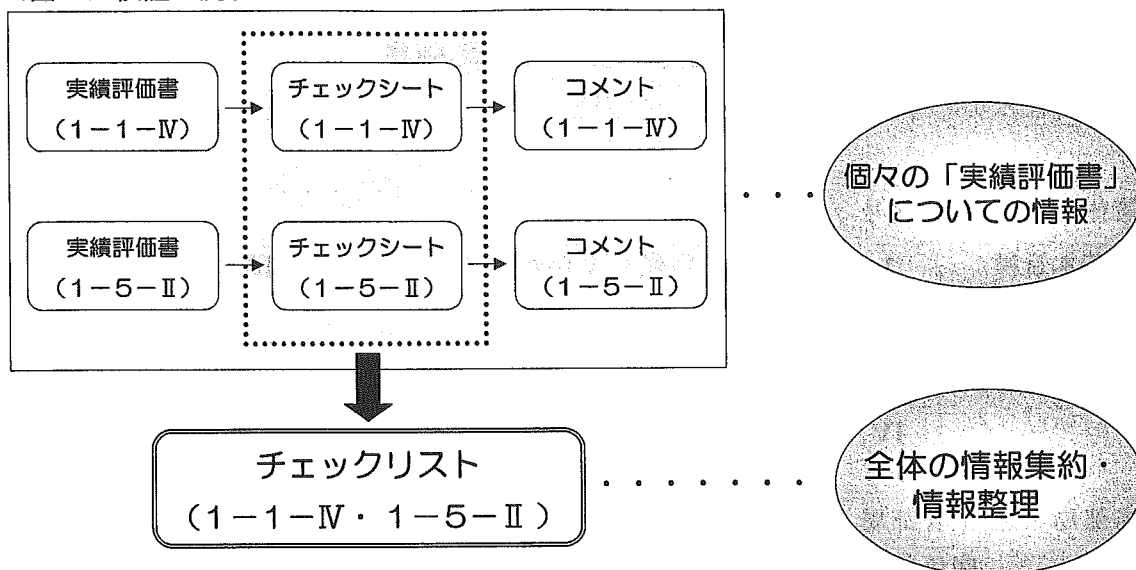 実績評価書
（１－１－Ⅳ）
チェックシート
（１－１－Ⅳ）
コメント
（１－１－Ⅳ）
実績評価書
（１－５－Ⅱ）
チェックシート
（１－５－Ⅱ）
コメント
（１－５－Ⅱ）
個々の「実績評価書」
についての情報
チェックリスト
（１－１－Ⅳ・１－５－Ⅱ）
全体の情報集約・
情報整理